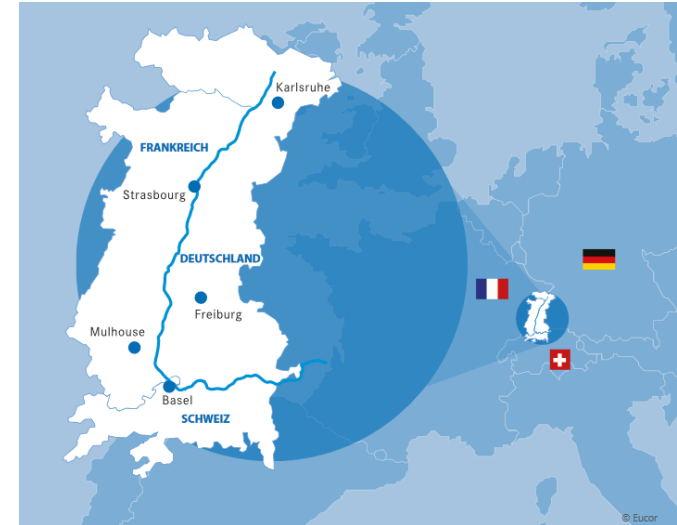 Karlsruhe
FRANKREICH
Strasbourg
DEUTSCHLAND
Freiburg
Mulhouse
Basel
SCHWEIZ
© Eucor